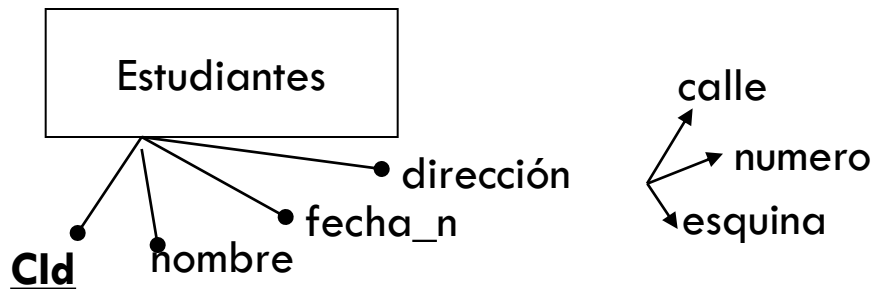 Estudiantes
calle
numero
dirección
esquina
fecha_n
nombre
CId